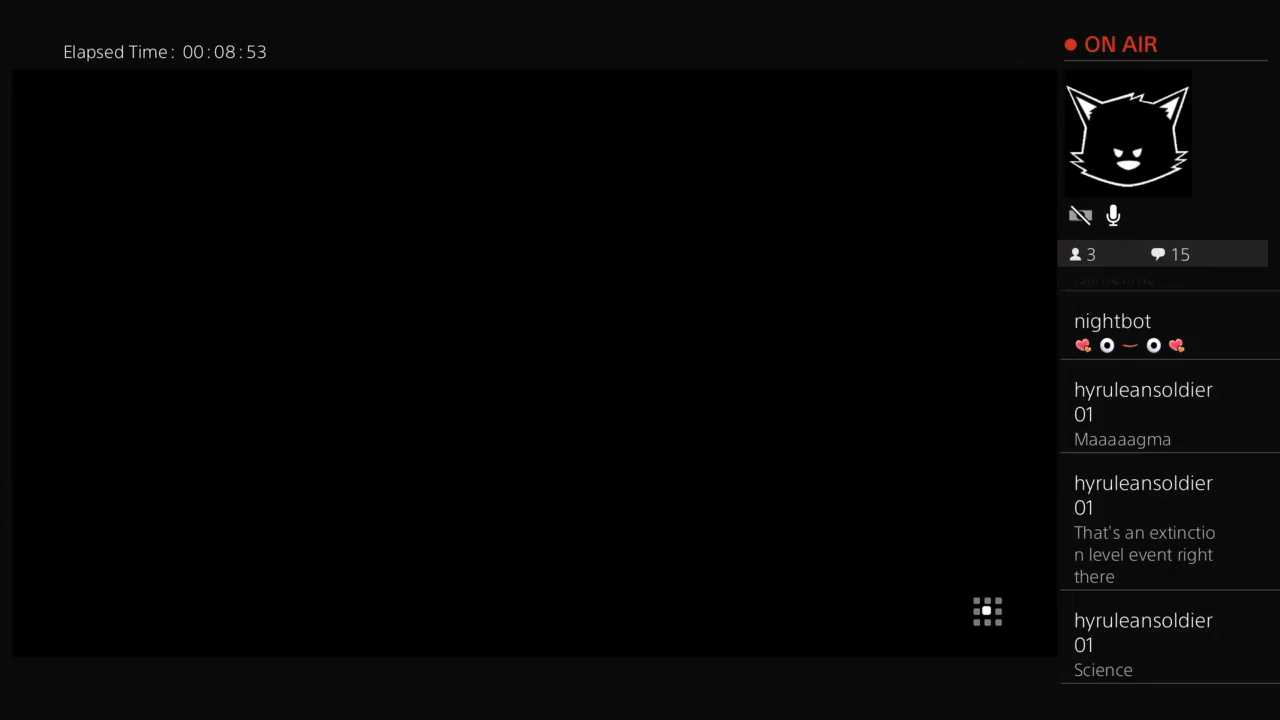 Elapsed Time: 00:08:53
ON AIR
3 15
nightbot
hyruleansoldier
01
Maaaaagma
hyruleansoldier
01
That's an extinctio
n level event right
there
hyruleansoldier
01
Science